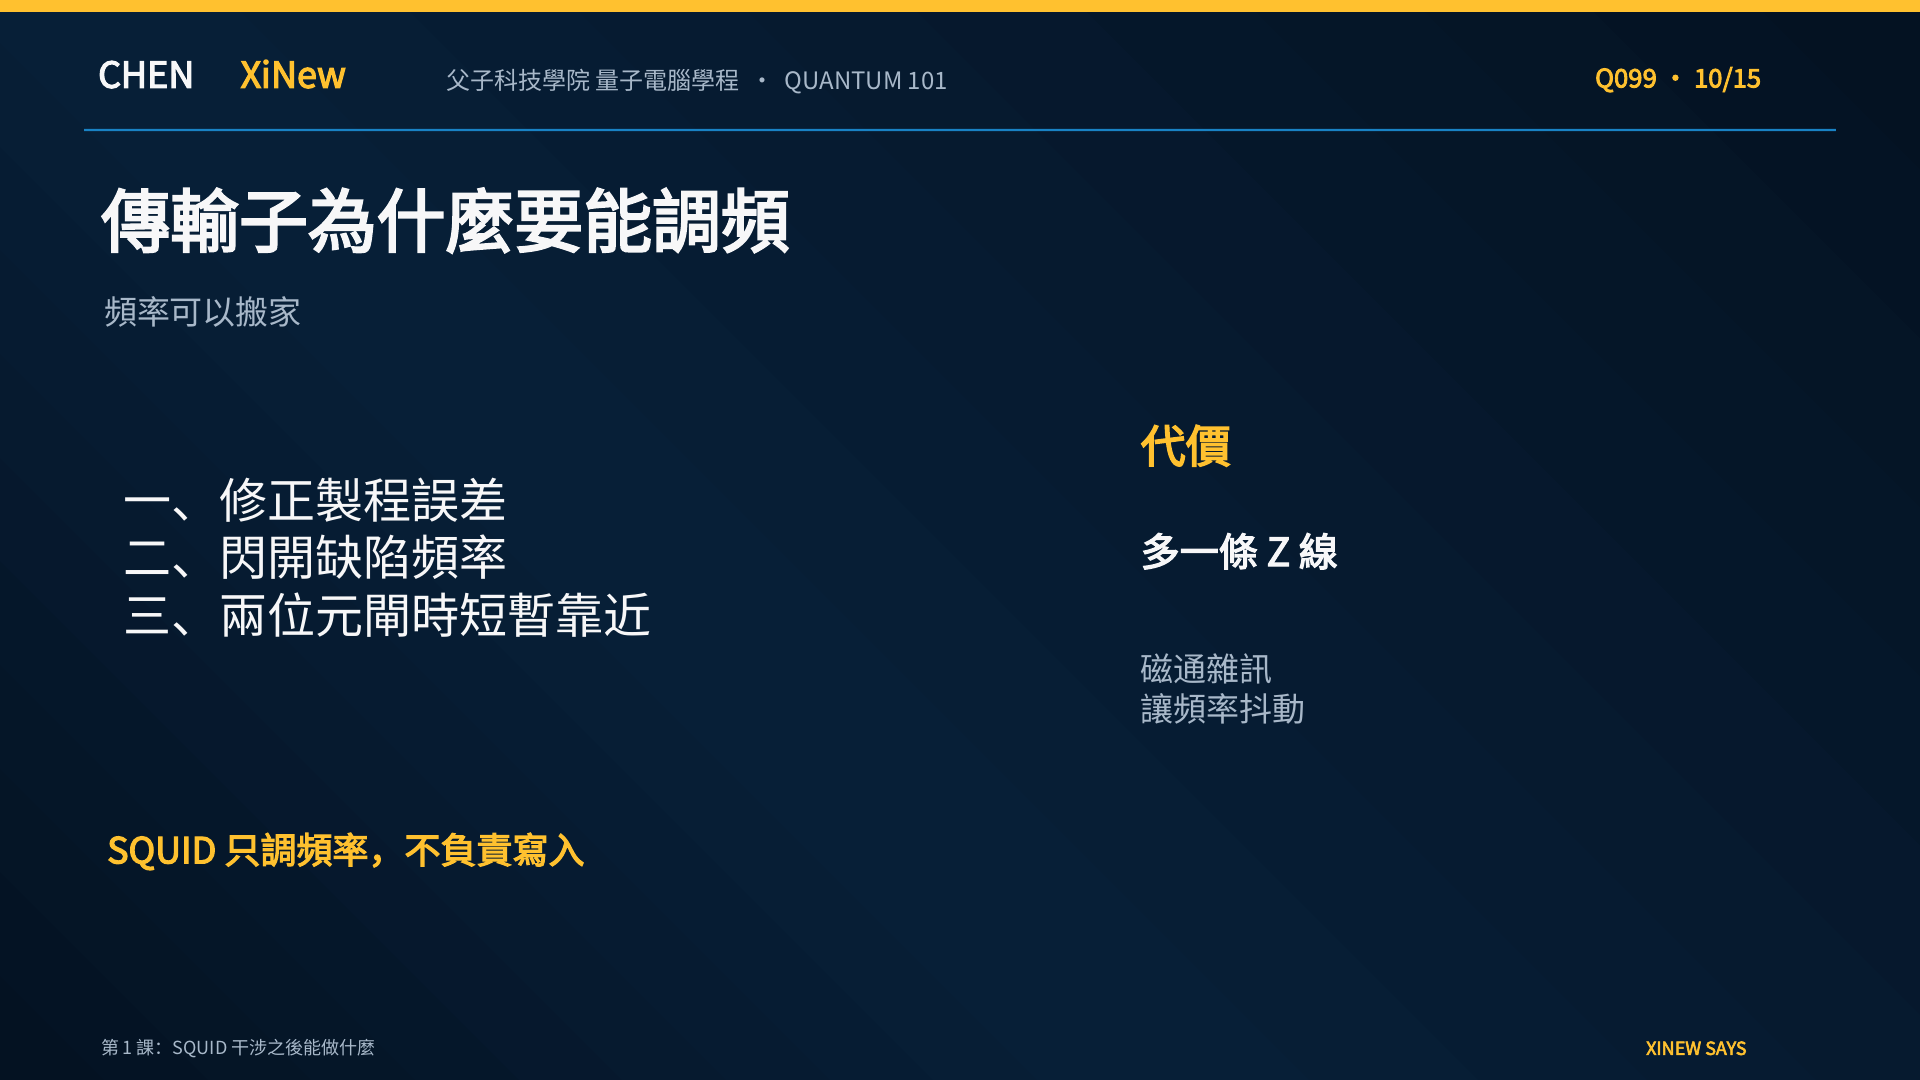 CHEN XiNew 父子科技學院 量子電腦學程 • QUANTUM 101
Q099 • 10/15
傳輸子為什麼要能調頻
頻率可以搬家
一、修正製程誤差
二、閃開缺陷頻率
三、兩位元閘時短暫靠近
代價
多一條 Z 線
磁通雜訊
讓頻率抖動
SQUID 只調頻率，不負責寫入
第 1 課：SQUID 干涉之後能做什麼
XINEW SAYS